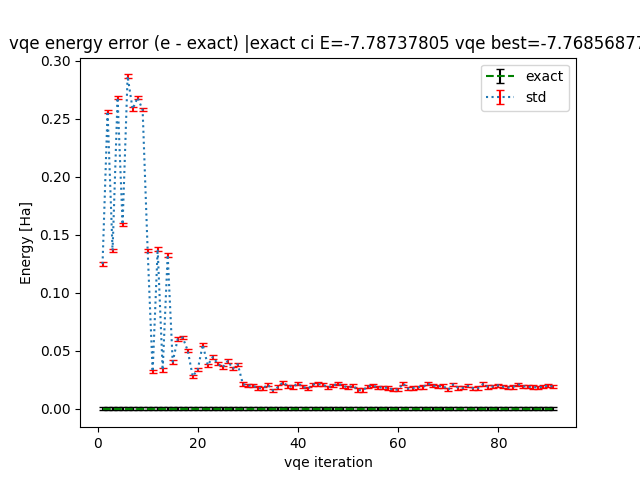 vqe energy error (e - exact) |exact ci E=-7.78737805 vqe best=-7.76856877
exact
std
0.30
0.25
0.20
0.15
0.10
0.05
0.00
Energy [Ha]
0 20 40 60 80
vqe iteration